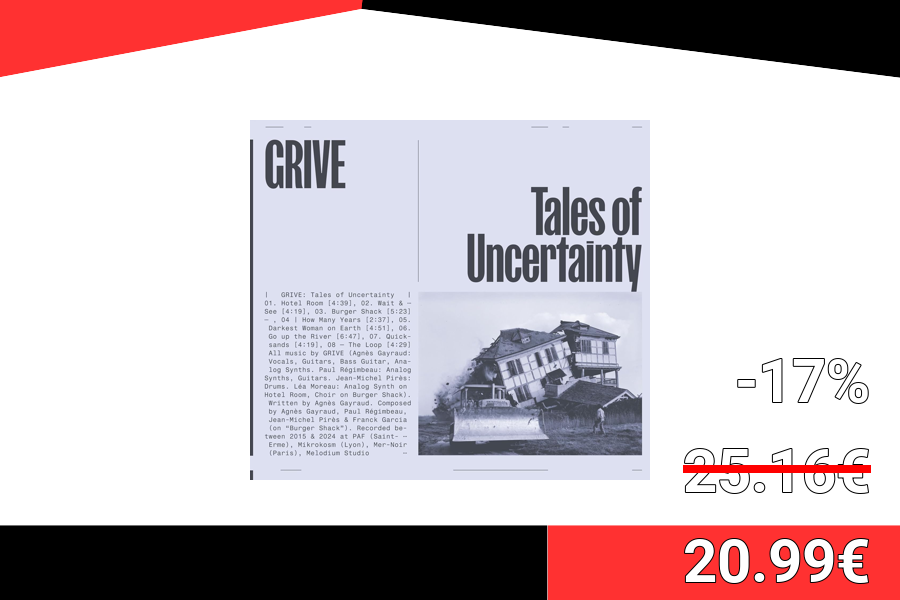 GRIVE
Tales of
Uncertainty
| GRIVE: Tales of Uncertainty |
01. Hotel Room [4:39], 02. Wait & —
See [4:19], 03. Burger Shack [5:23]
— , 04 | How Many Years [2:37], 05.
Darkest Woman on Earth [4:51], 06.
Go up the River [6:47], 07. Quick-
sands [4:19], 08 — The Loop [4:29]
All music by GRIVE (Agnès Gayraud:
Vocals, Guitars, Bass Guitar, Ana-
log Synths. Paul Régimbeau: Analog
Synths, Guitars. Jean-Michel Pirès:
Drums. Léa Moreau: Analog Synth on
Hotel Room, Choir on Burger Shack).
Written by Agnès Gayraud. Composed
by Agnès Gayraud, Paul Régimbeau,
Jean-Michel Pirès & Franck Garcia
(on “Burger Shack”). Recorded be-
tween 2015 & 2024 at PAF (Saint- —
Erme), Mikrokosm (Lyon), Mer-Noir
(Paris), Melodium Studio —
-17%
25.16€
20.99€